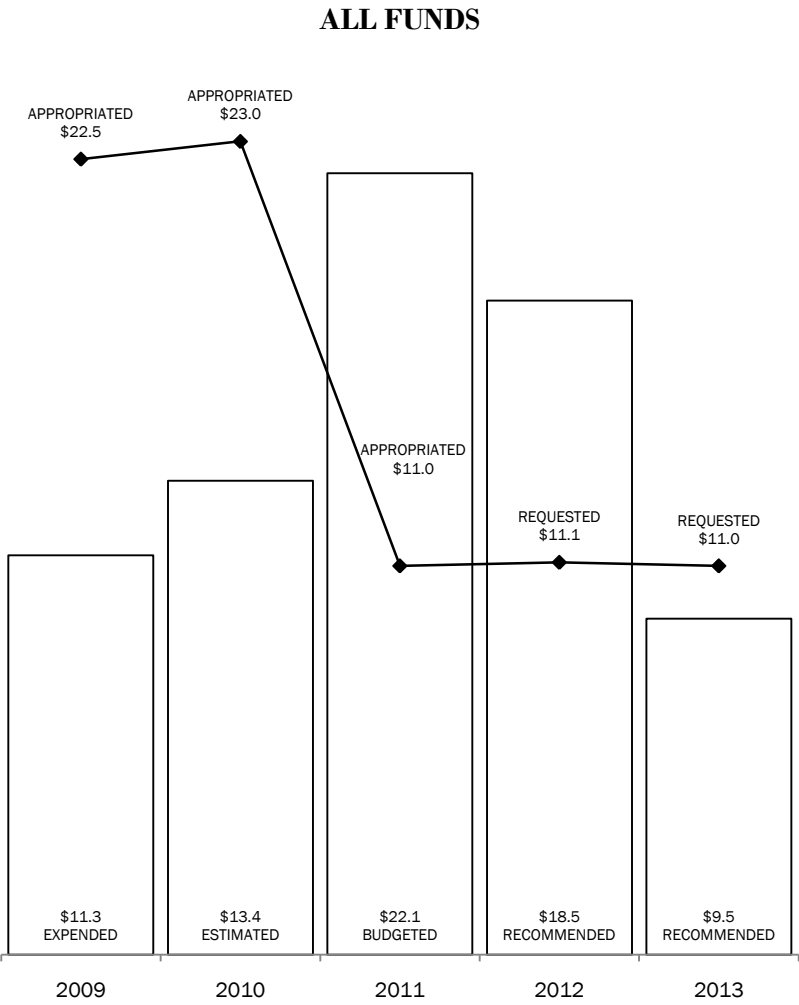 ALL FUNDS
APPROPRIATED
$22.5
APPROPRIATED
$23.0
APPROPRIATED
$11.0
REQUESTED
$11.1
REQUESTED
$11.0
$11.3
EXPENDED
$13.4
ESTIMATED
$22.1
BUDGETED
$18.5
RECOMMENDED
$9.5
RECOMMENDED
2009 2010 2011 2012 2013